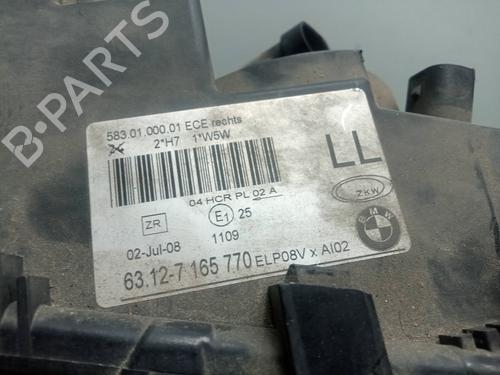 B-PARTS
583.01.000.01 ECE rechts
2*H7 1*W5W
LL
04 HCR PL 02 A
ZKW
ZR
E1 25
BMW
02-Jul-08
1109
63.12-7 165 770 ELP08V x AI02